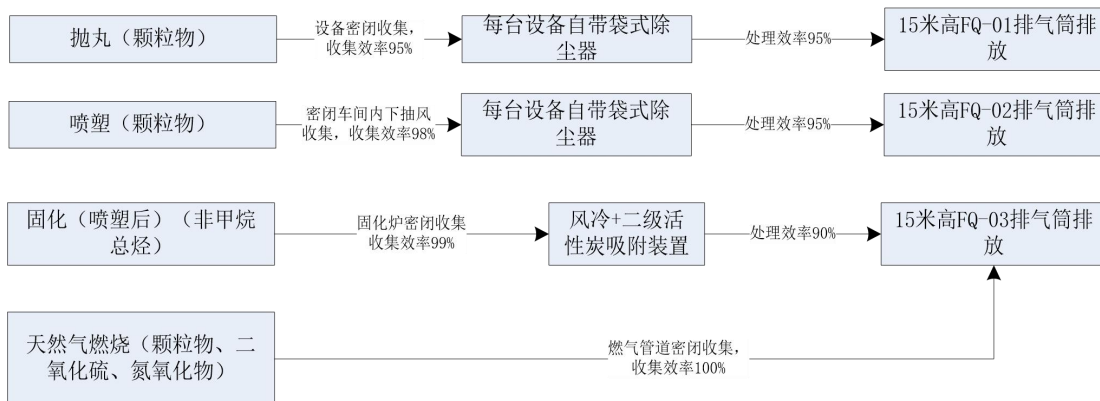 抛丸（颗粒物）
设备密闭收集，
收集效率95%
每台设备自带袋式除
尘器
处理效率95%
15米高FQ-01排气筒排
放
喷塑（颗粒物）
密闭车间内下抽风
收集，收集效率98%
每台设备自带袋式除
尘器
处理效率95%
15米高FQ-02排气筒排
放
固化（喷塑后）（非甲烷
总烃）
固化炉密闭收集
收集效率99%
风冷+二级活
性炭吸附装置
处理效率90%
15米高FQ-03排气筒排
放
天然气燃烧（颗粒物、二
氧化硫、氮氧化物）
燃气管道密闭收集，
收集效率100%